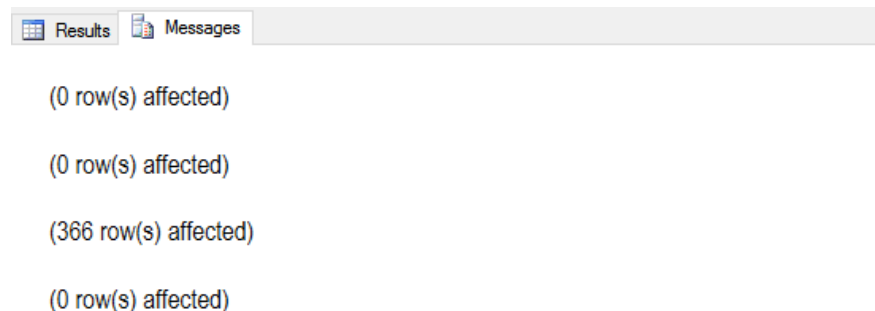 Results Messages
(0 row(s) affected)
(0 row(s) affected)
(366 row(s) affected)
(0 row(s) affected)